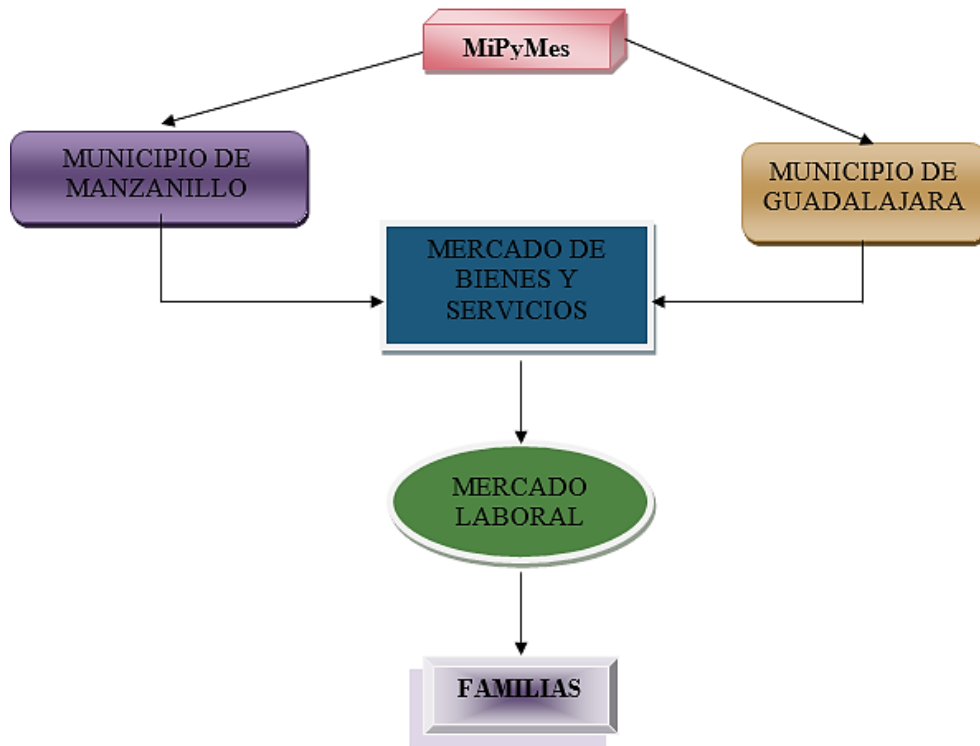 MiPyMes
MUNICIPIO DE
MANZANILLO
MUNICIPIO DE
GUADALAJARA
MERCADO DE
BIENES Y
SERVICIOS
MERCADO
LABORAL
FAMILIAS